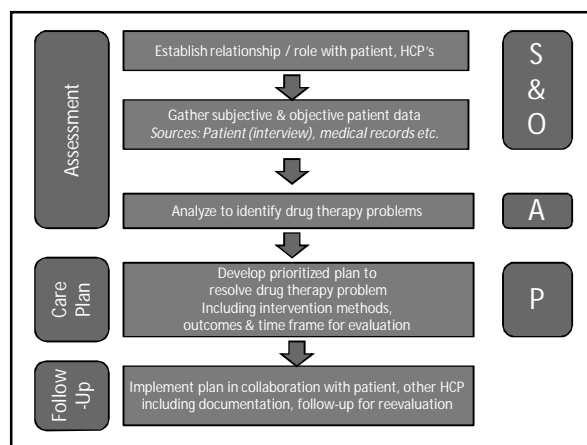 Assessment
Establish relationship / role with patient, HCP's
S
&
O
Gather subjective & objective patient data
Sources: Patient (interview), medical records etc.
Analyze to identify drug therapy problems
A
Care
Plan
Develop prioritized plan to
resolve drug therapy problem
Including intervention methods,
outcomes & time frame for evaluation
P
Follow
-Up
Implement plan in collaboration with patient, other HCP
including documentation, follow-up for reevaluation